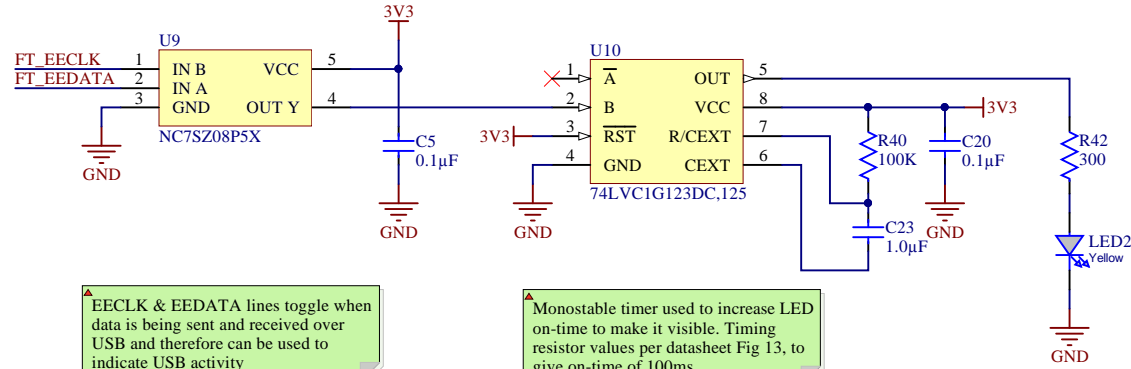 3V3
U9
FT_EECLK 1 IN B VCC 5
FT_EEDATA 2 IN A
3 GND OUT Y 4
NC7SZ08P5X
GND
C5
0.1µF
GND
U10
1 A OUT 5
2 B VCC 8 3V3
3V3 3 RST R/CEXT 7
4 GND CEXT 6
74LVC1G123DC,125
GND
R40
100K
C20
0.1µF
GND
C23
1.0µF
R42
300
LED2
Yellow
GND
EECLK & EEDATA lines toggle when
data is being sent and received over
USB and therefore can be used to
indicate USB activity
Monostable timer used to increase LED
on-time to make it visible. Timing
resistor values per datasheet Fig 13, to
give on-time of 100ms